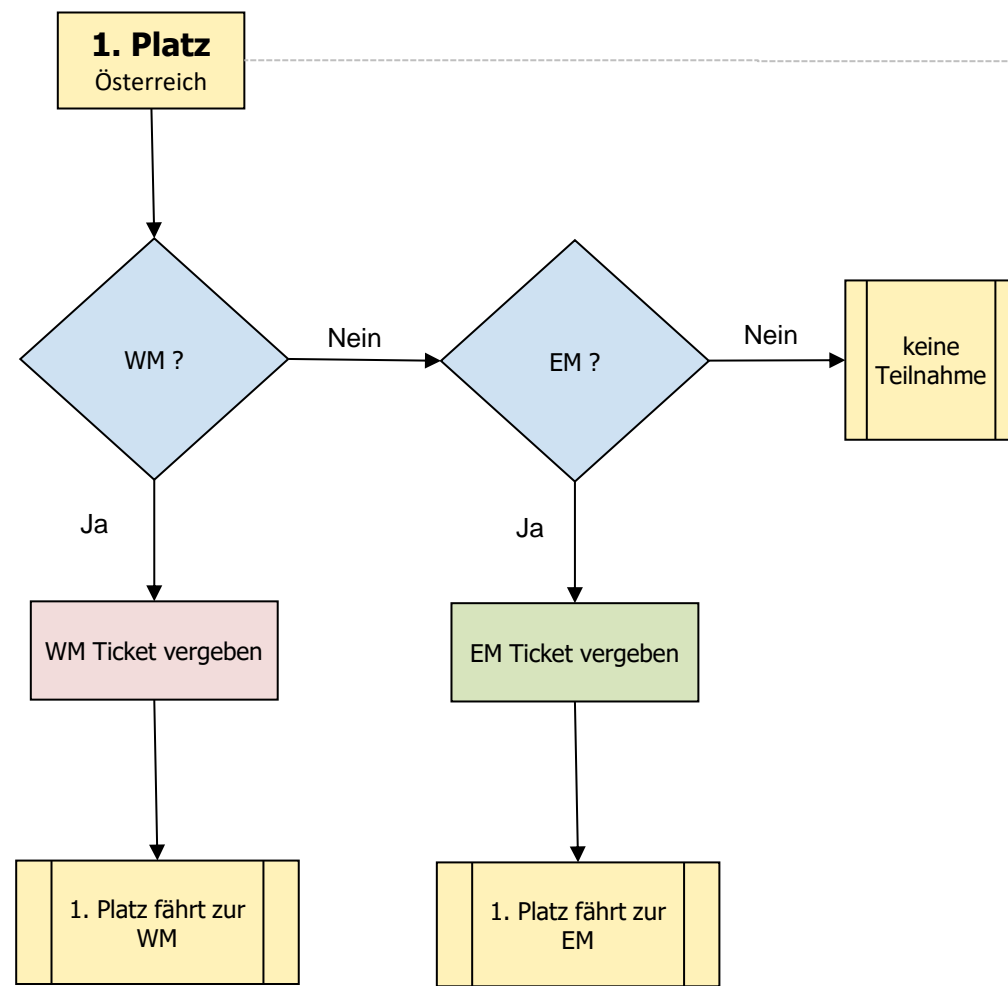 1. Platz
Österreich
WM ?
Nein
EM ?
Nein
keine
Teilnahme
Ja
Ja
WM Ticket vergeben
EM Ticket vergeben
1. Platz fährt zur
WM
1. Platz fährt zur
EM